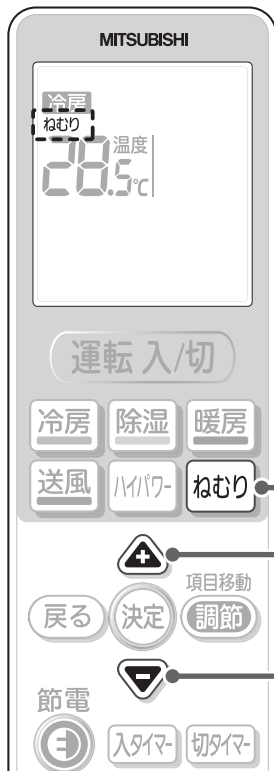 MITSUBISHI
冷房
ねむり
温度
28.5℃
運転 入/切
冷房 除湿 暖房
送風 ハイパワー ねむり
+
項目移動
戻る 決定 調節
-
節電
入タイマー 切タイマー